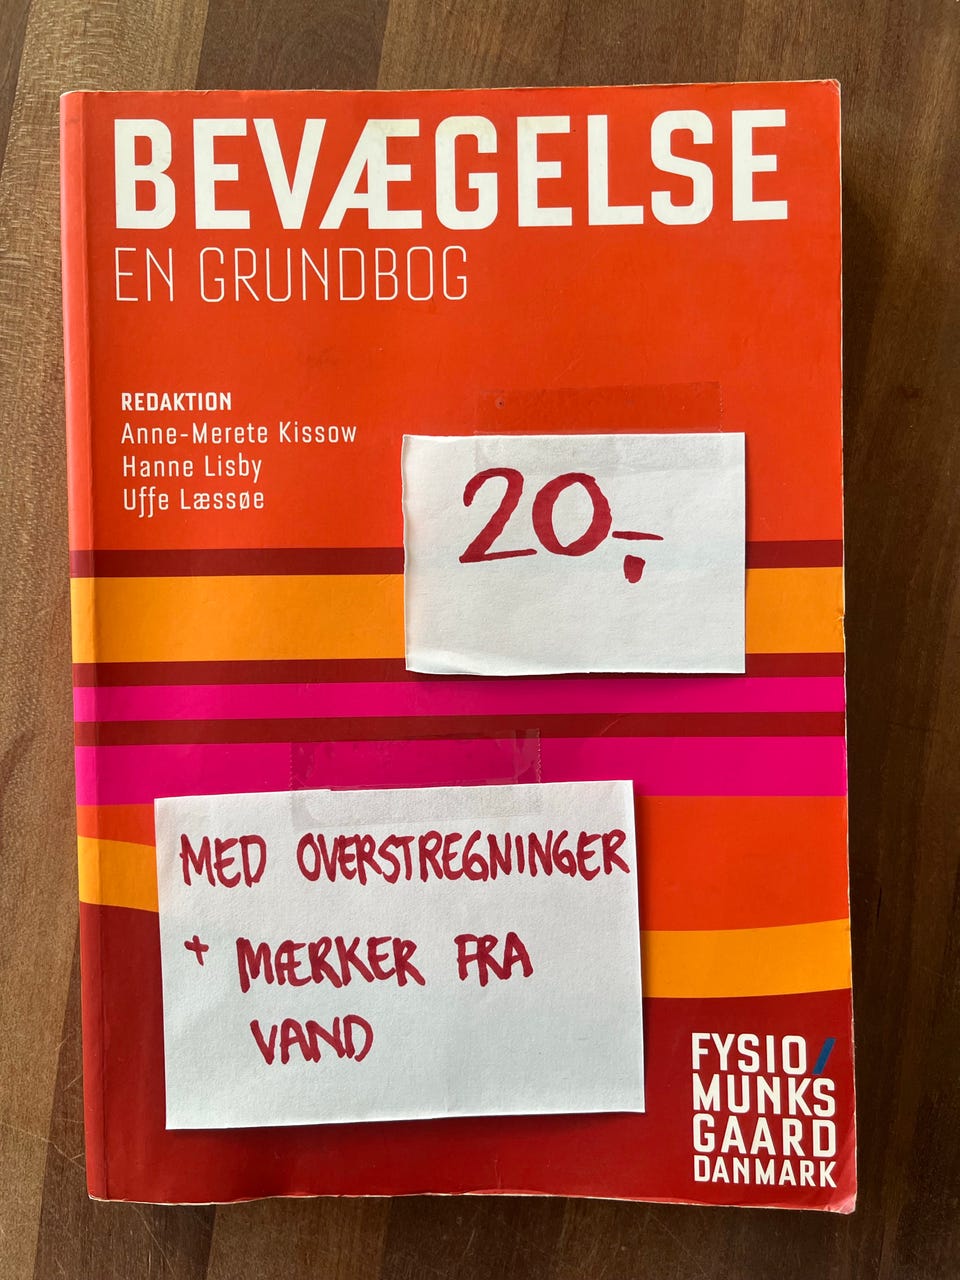 BEVÆGELSE
EN GRUNDBOG
REDAKTION
Anne-Merete Kissow
Hanne Lisby
Uffe Læssøe
20,-
MED OVERSTREGNINGER
+ MÆRKER FRA
VAND
FYSIO/
MUNKS
GAARD
DANMARK